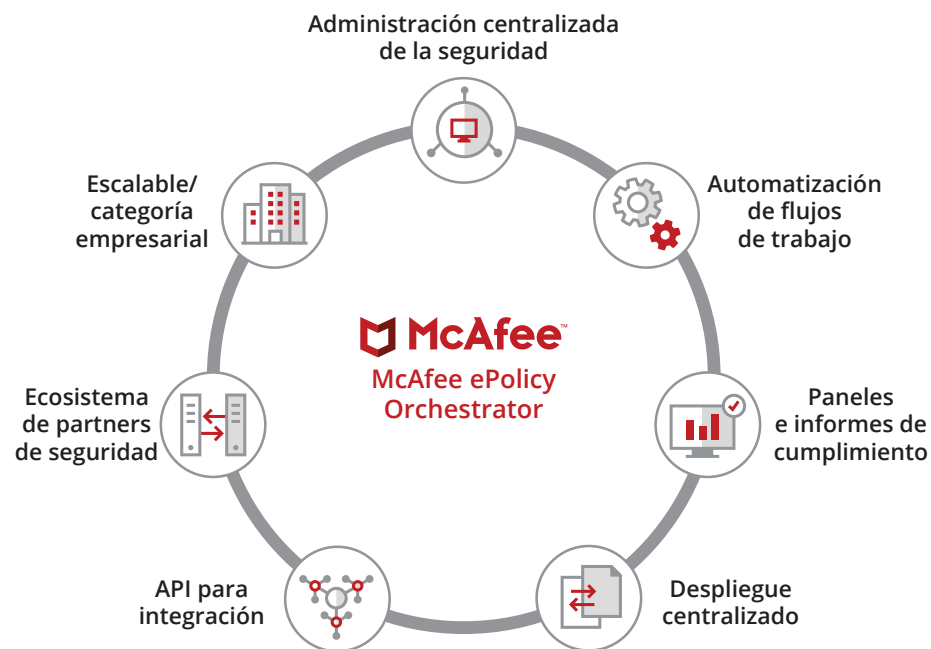 Administración centralizada
de la seguridad
Automatización
de flujos
de trabajo
Paneles
e informes de
cumplimiento
Despliegue
centralizado
API para
integración
Ecosistema
de partners
de seguridad
Escalable/
categoría
empresarial
McAfee™
McAfee ePolicy
Orchestrator